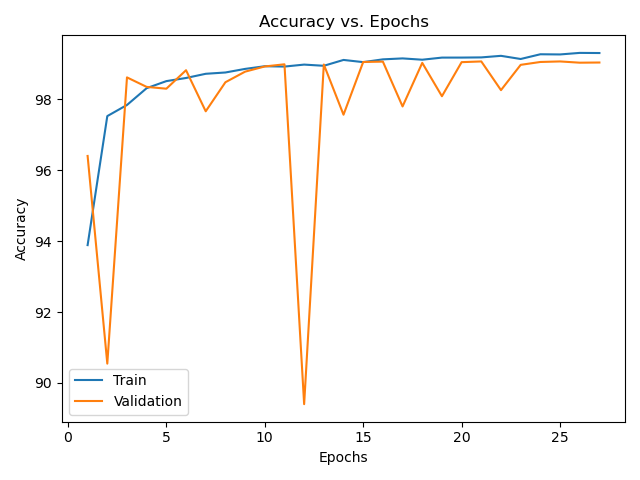 Accuracy vs. Epochs
Accuracy
98
96
94
92
90
Train
Validation
0 5 10 15 20 25
Epochs